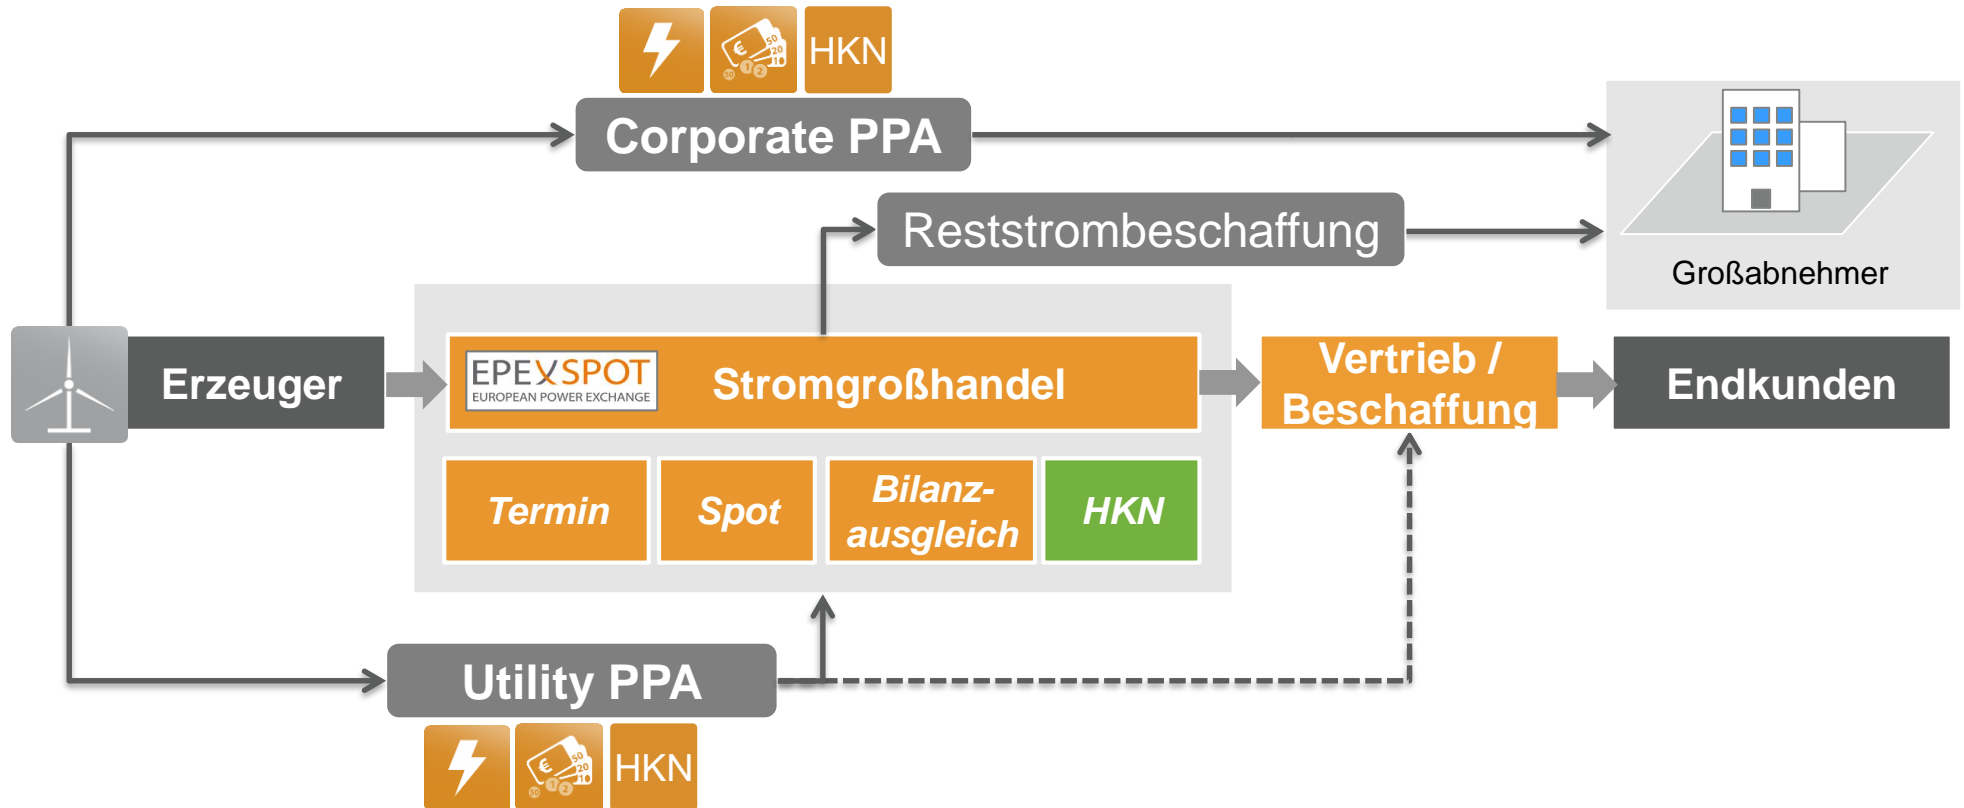 HKN
Corporate PPA
Reststrombeschaffung
Großabnehmer
Erzeuger
EPEXSPOT
EUROPEAN POWER EXCHANGE
Stromgroßhandel
Vertrieb /
Beschaffung
Endkunden
Termin
Spot
Bilanz-
ausgleich
HKN
Utility PPA
HKN